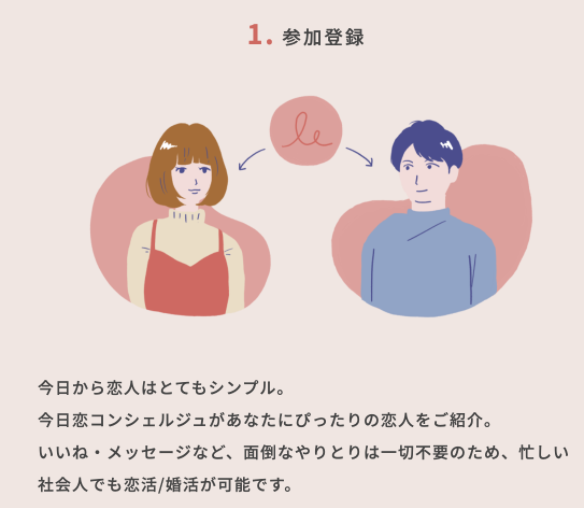 1. 参加登録
le
今日から恋人はとてもシンプル。
今日恋コンシェルジュがあなたにぴったりの恋人をご紹介。
いいね・メッセージなど、面倒なやりとりは一切不要のため、忙しい
社会人でも恋活/婚活が可能です。